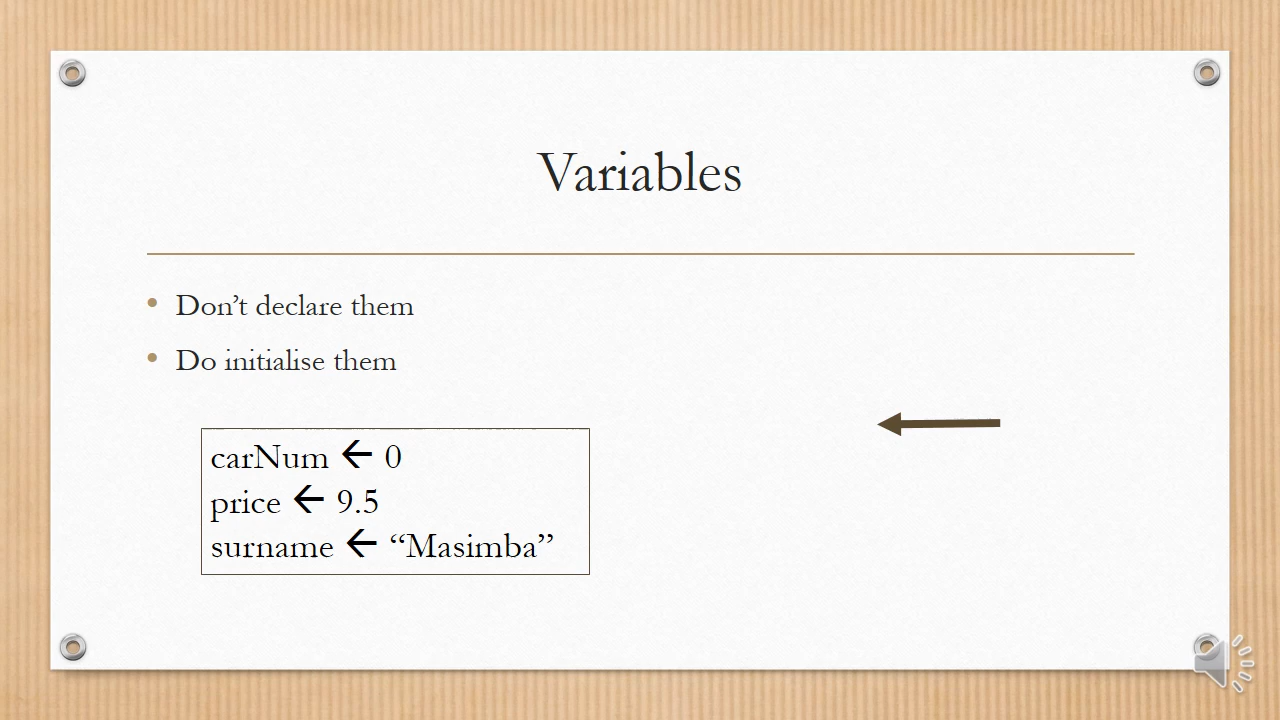 Variables
• Don’t declare them
• Do initialise them
carNum ← 0
price ← 9.5
surname ← “Masimba”